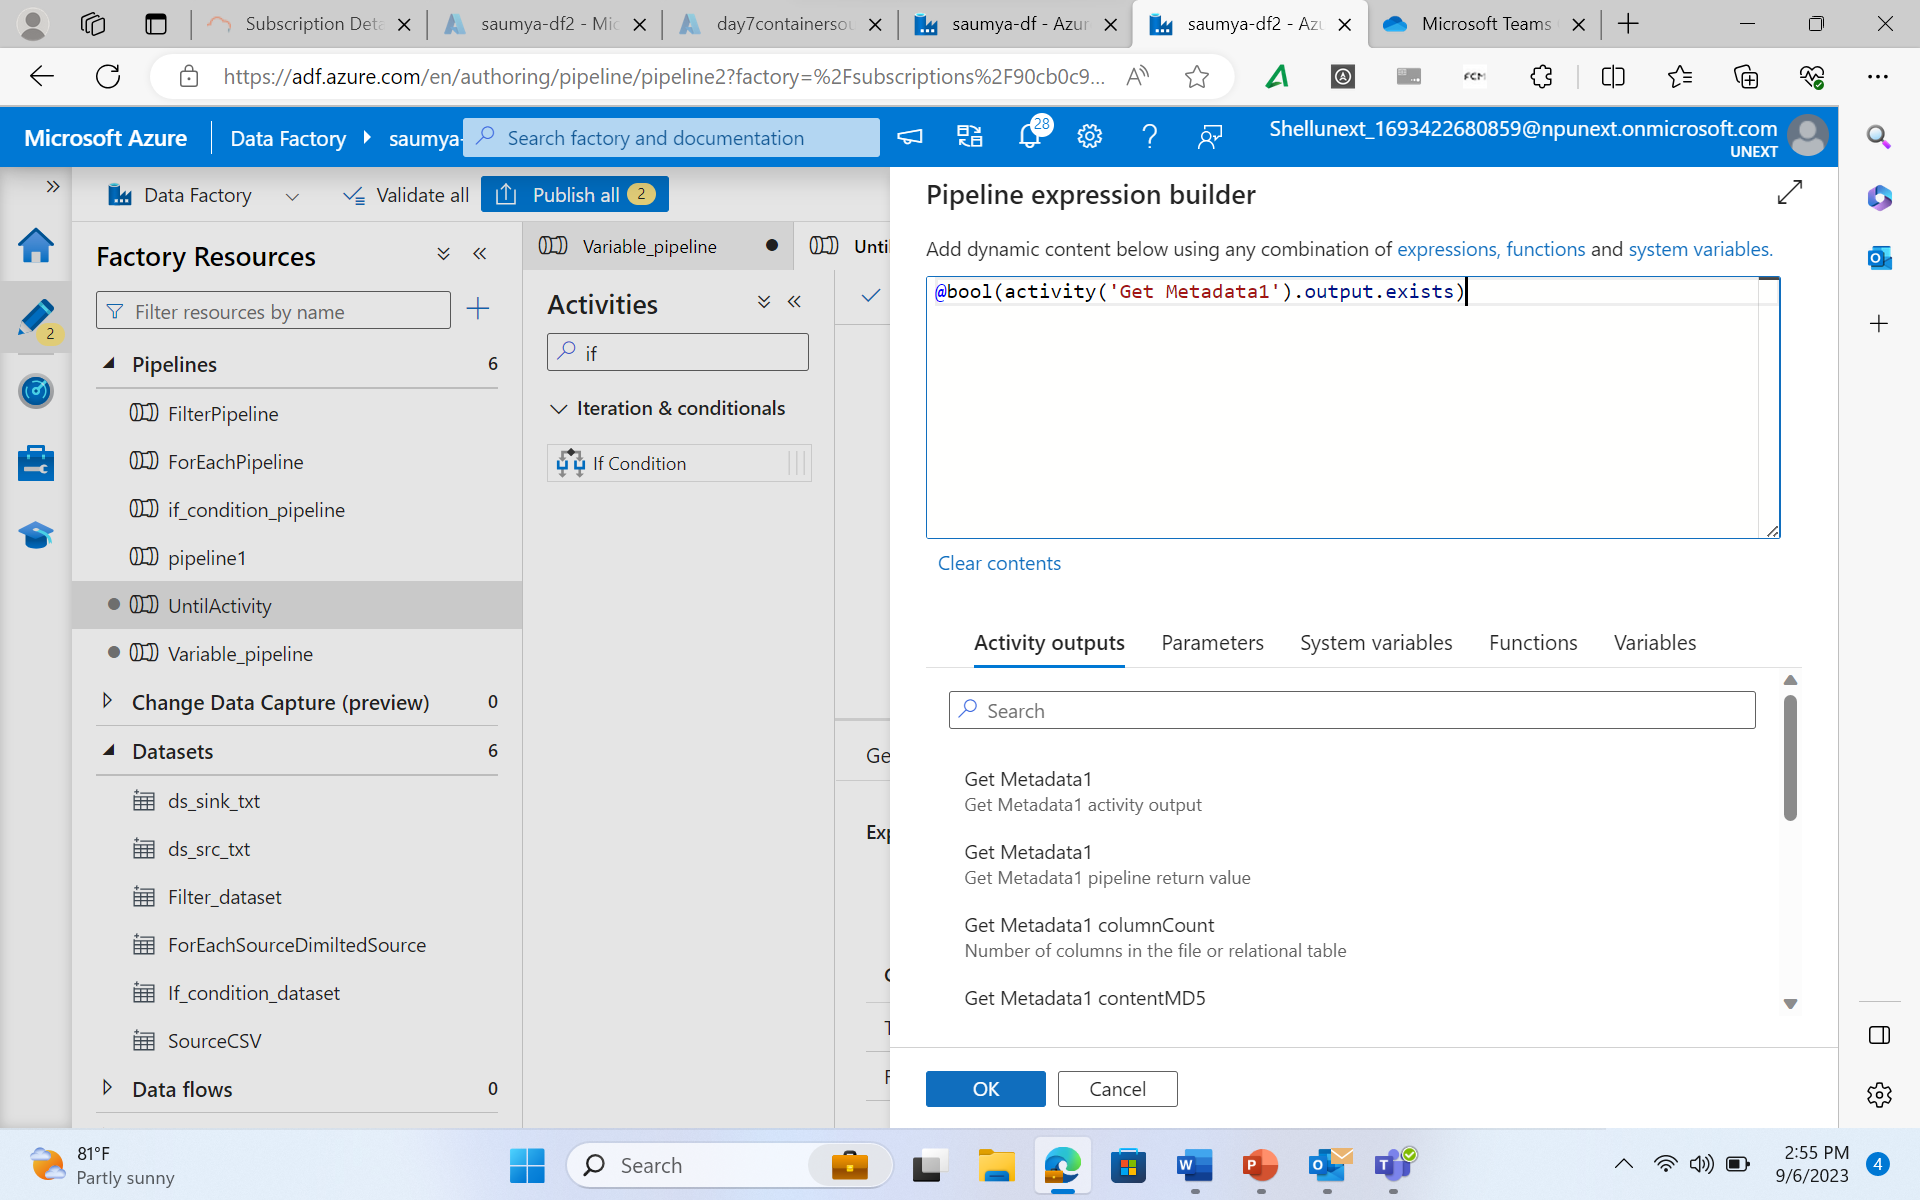 Subscription Deta
saumya-df2 - Mic
day7containersou
saumya-df - Azur
saumya-df2 - Azu
Microsoft Teams
https://adf.azure.com/en/authoring/pipeline/pipeline2?factory=%2Fsubscriptions%2F90cb0c9...
FCM
Microsoft Azure
Data Factory
saumya-
Search factory and documentation
28
Shellunext_1693422680859@npunext.onmicrosoft.com
UNEXT
Data Factory
Validate all
Publish all 2
Factory Resources
Filter resources by name
2
Pipelines 6
FilterPipeline
ForEachPipeline
if_condition_pipeline
pipeline1
UntilActivity
Variable_pipeline
Change Data Capture (preview) 0
Datasets 6
ds_sink_txt
ds_src_txt
Filter_dataset
ForEachSourceDimiltedSource
If_condition_dataset
SourceCSV
Data flows 0
Variable_pipeline
Until
Activities
if
Iteration & conditionals
If Condition
Ge
Exp
Pipeline expression builder
Add dynamic content below using any combination of expressions, functions and system variables.
@bool(activity('Get Metadata1').output.exists)
Clear contents
Activity outputs
Parameters
System variables
Functions
Variables
Search
Get Metadata1
Get Metadata1 activity output
Get Metadata1
Get Metadata1 pipeline return value
Get Metadata1 columnCount
Number of columns in the file or relational table
Get Metadata1 contentMD5
OK
Cancel
81°F
Partly sunny
Search
2:55 PM
9/6/2023
4